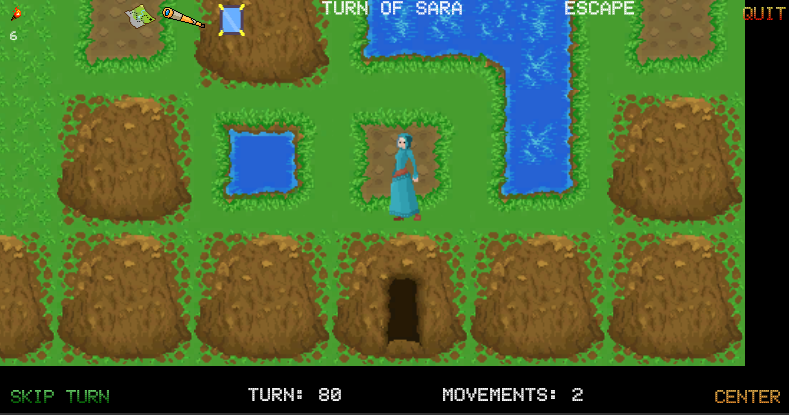 TURN OF SARA
ESCAPE
QUIT
6
SKIP TURN
TURN: 80
MOVEMENTS: 2
CENTER